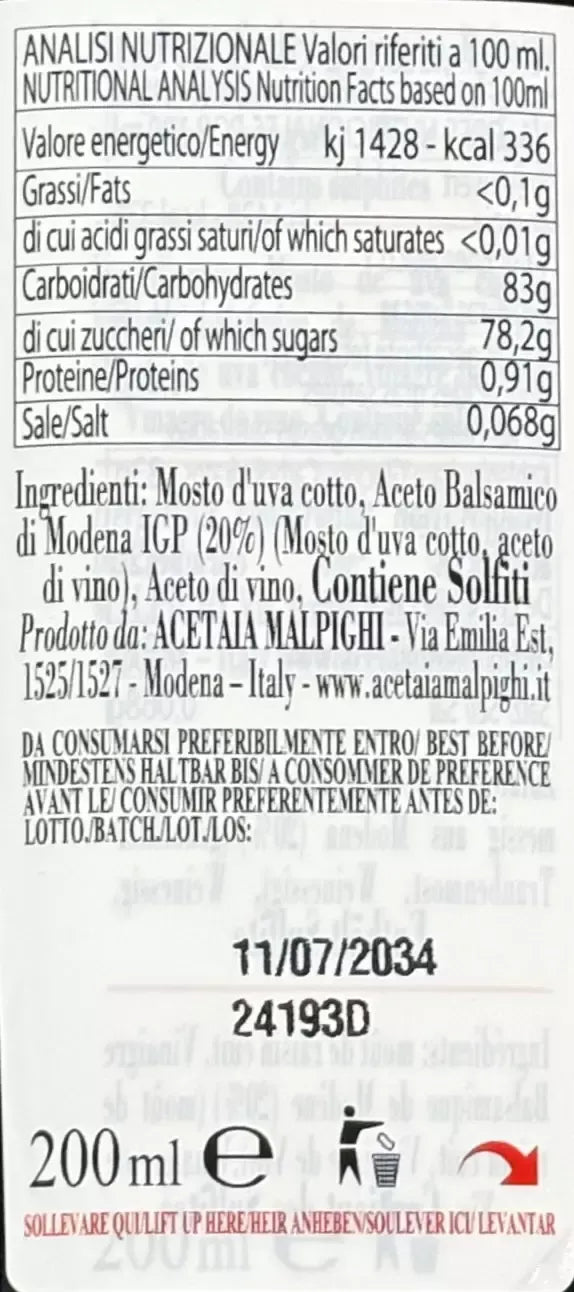 ANALISI NUTRIZIONALE Valori riferiti a 100 ml.
NUTRITIONAL ANALYSIS Nutrition Facts based on 100ml
Valore energetico/Energy kj 1428 - kcal 336
Grassi/Fats <0,1g
di cui acidi grassi saturi/of which saturates <0,01g
Carboidrati/Carbohydrates 83g
di cui zuccheri/ of which sugars 78,2g
Proteine/Proteins 0,91g
Sale/Salt 0,068g
Ingredienti: Mosto d'uva cotto, Aceto Balsamico
di Modena IGP (20%) (Mosto d'uva cotto, aceto
di vino), Aceto di vino, Contiene Solfiti
Prodotto da: ACETAIA MALPIGHI - Via Emilia Est,
1525/1527 - Modena – Italy - www.acetaiamalpighi.it
DA CONSUMARSI PREFERIBILMENTE ENTRO/ BEST BEFORE/
MINDESTENS HALTBAR BIS/ A CONSOMMER DE PREFERENCE
AVANT LE/ CONSUMIR PREFERENTEMENTE ANTES DE:
LOTTO./BATCH./LOT./LOS:
11/07/2034
24193D
200 ml e
SOLLEVARE QUI/LIFT UP HERE/HEIR ANHEBEN/SOULEVER ICI/ LEVANTAR